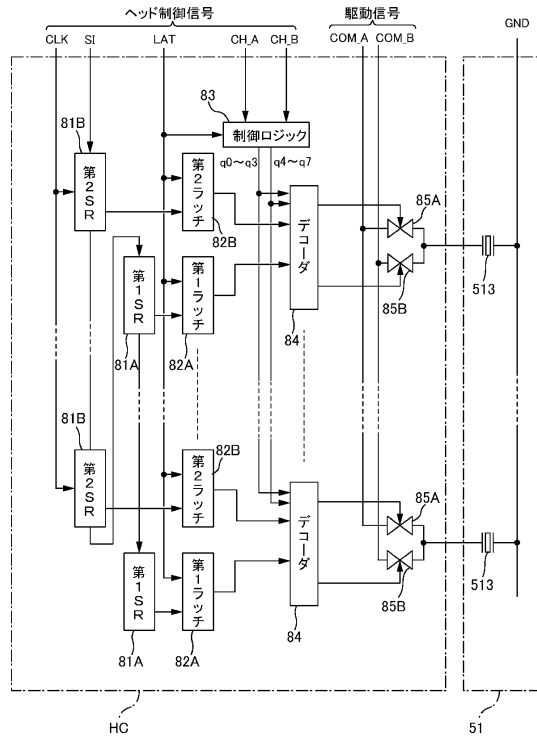 ヘッド制御信号
駆動信号
GND
CLK
SI
LAT
CH_A
CH_B
COM_A
COM_B
83
制御ロジック
81B
第2SR
q0〜q3
q4〜q7
第2ラッチ
82B
デコーダ
85A
85B
513
第1SR
第1ラッチ
81A
82A
84
81B
第2SR
82B
第2ラッチ
デコーダ
85A
85B
513
第1SR
第1ラッチ
81A
82A
84
HC
51